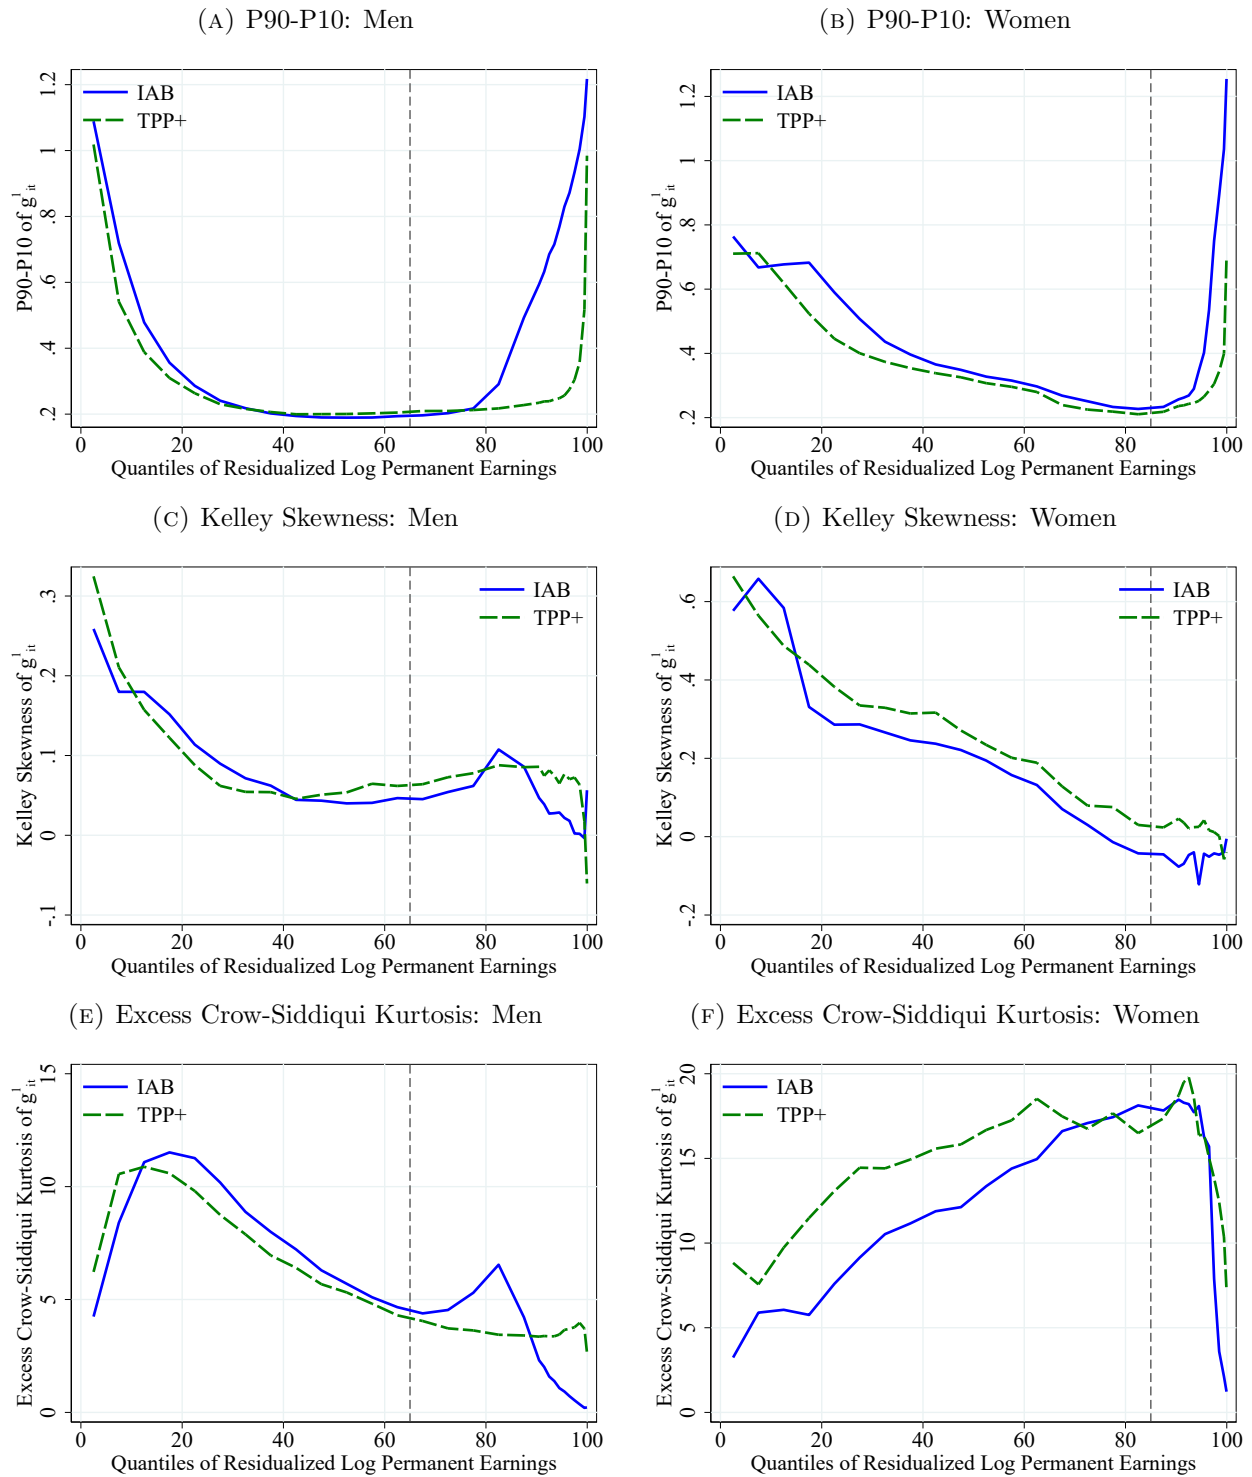 (A) P90-P10: Men
IAB
TPP+
P90-P10 of g¹ᵢₜ
.2 .4 .6 .8 1 1.2
0 20 40 60 80 100
Quantiles of Residualized Log Permanent Earnings
(B) P90-P10: Women
IAB
TPP+
P90-P10 of g¹ᵢₜ
.2 .4 .6 .8 1 1.2
0 20 40 60 80 100
Quantiles of Residualized Log Permanent Earnings
(C) Kelley Skewness: Men
IAB
TPP+
Kelley Skewness of g¹ᵢₜ
-.1 0 .1 .2 .3
0 20 40 60 80 100
Quantiles of Residualized Log Permanent Earnings
(D) Kelley Skewness: Women
IAB
TPP+
Kelley Skewness of g¹ᵢₜ
-.2 0 .2 .4 .6
0 20 40 60 80 100
Quantiles of Residualized Log Permanent Earnings
(E) Excess Crow-Siddiqui Kurtosis: Men
IAB
TPP+
Excess Crow-Siddiqui Kurtosis of g¹ᵢₜ
0 5 10 15
0 20 40 60 80 100
Quantiles of Residualized Log Permanent Earnings
(F) Excess Crow-Siddiqui Kurtosis: Women
IAB
TPP+
Excess Crow-Siddiqui Kurtosis of g¹ᵢₜ
0 5 10 15 20
0 20 40 60 80 100
Quantiles of Residualized Log Permanent Earnings